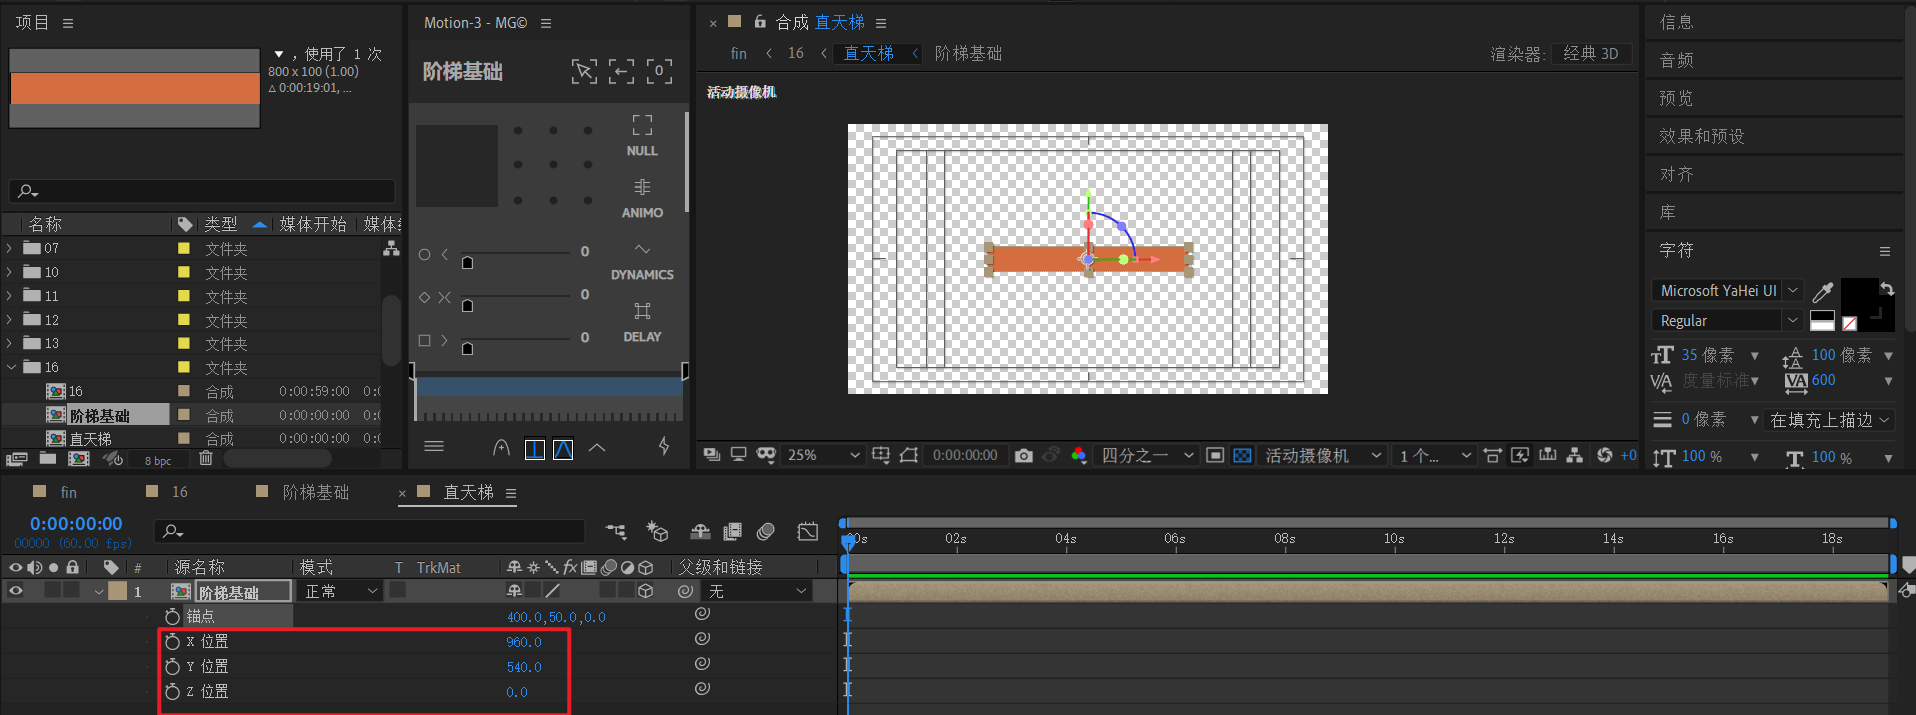 项目
，使用了 1 次
800 x 100 (1.00)
△ 0:00:19:01, ...
名称
类型
媒体开始
媒体结
07
文件夹
10
文件夹
11
文件夹
12
文件夹
13
文件夹
16
文件夹
16
合成
0:00:59:00
阶梯基础
合成
0:00:00:00
直天梯
合成
0:00:00:00
8 bpc
Motion-3 - MG©
阶梯基础
0
NULL
ANIMO
DYNAMICS
DELAY
0
0
0
合成 直天梯
fin
16
直天梯
阶梯基础
渲染器:
经典 3D
活动摄像机
25%
0:00:00:00
四分之一
活动摄像机
1 个...
+0
信息
音频
预览
效果和预设
对齐
库
字符
Microsoft YaHei UI
Regular
35 像素
100 像素
度量标准
600
0 像素
在填充上描边
100 %
100 %
fin
16
阶梯基础
直天梯
0:00:00:00
00000 (60.00 fps)
#
源名称
模式
T
TrkMat
父级和链接
1
阶梯基础
正常
无
锚点
400.0,50.0,0.0
X 位置
960.0
Y 位置
540.0
Z 位置
0.0
00s
02s
04s
06s
08s
10s
12s
14s
16s
18s